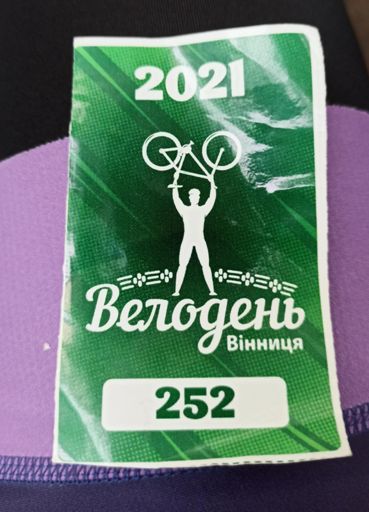 2021
Велодень
Вінниця
252